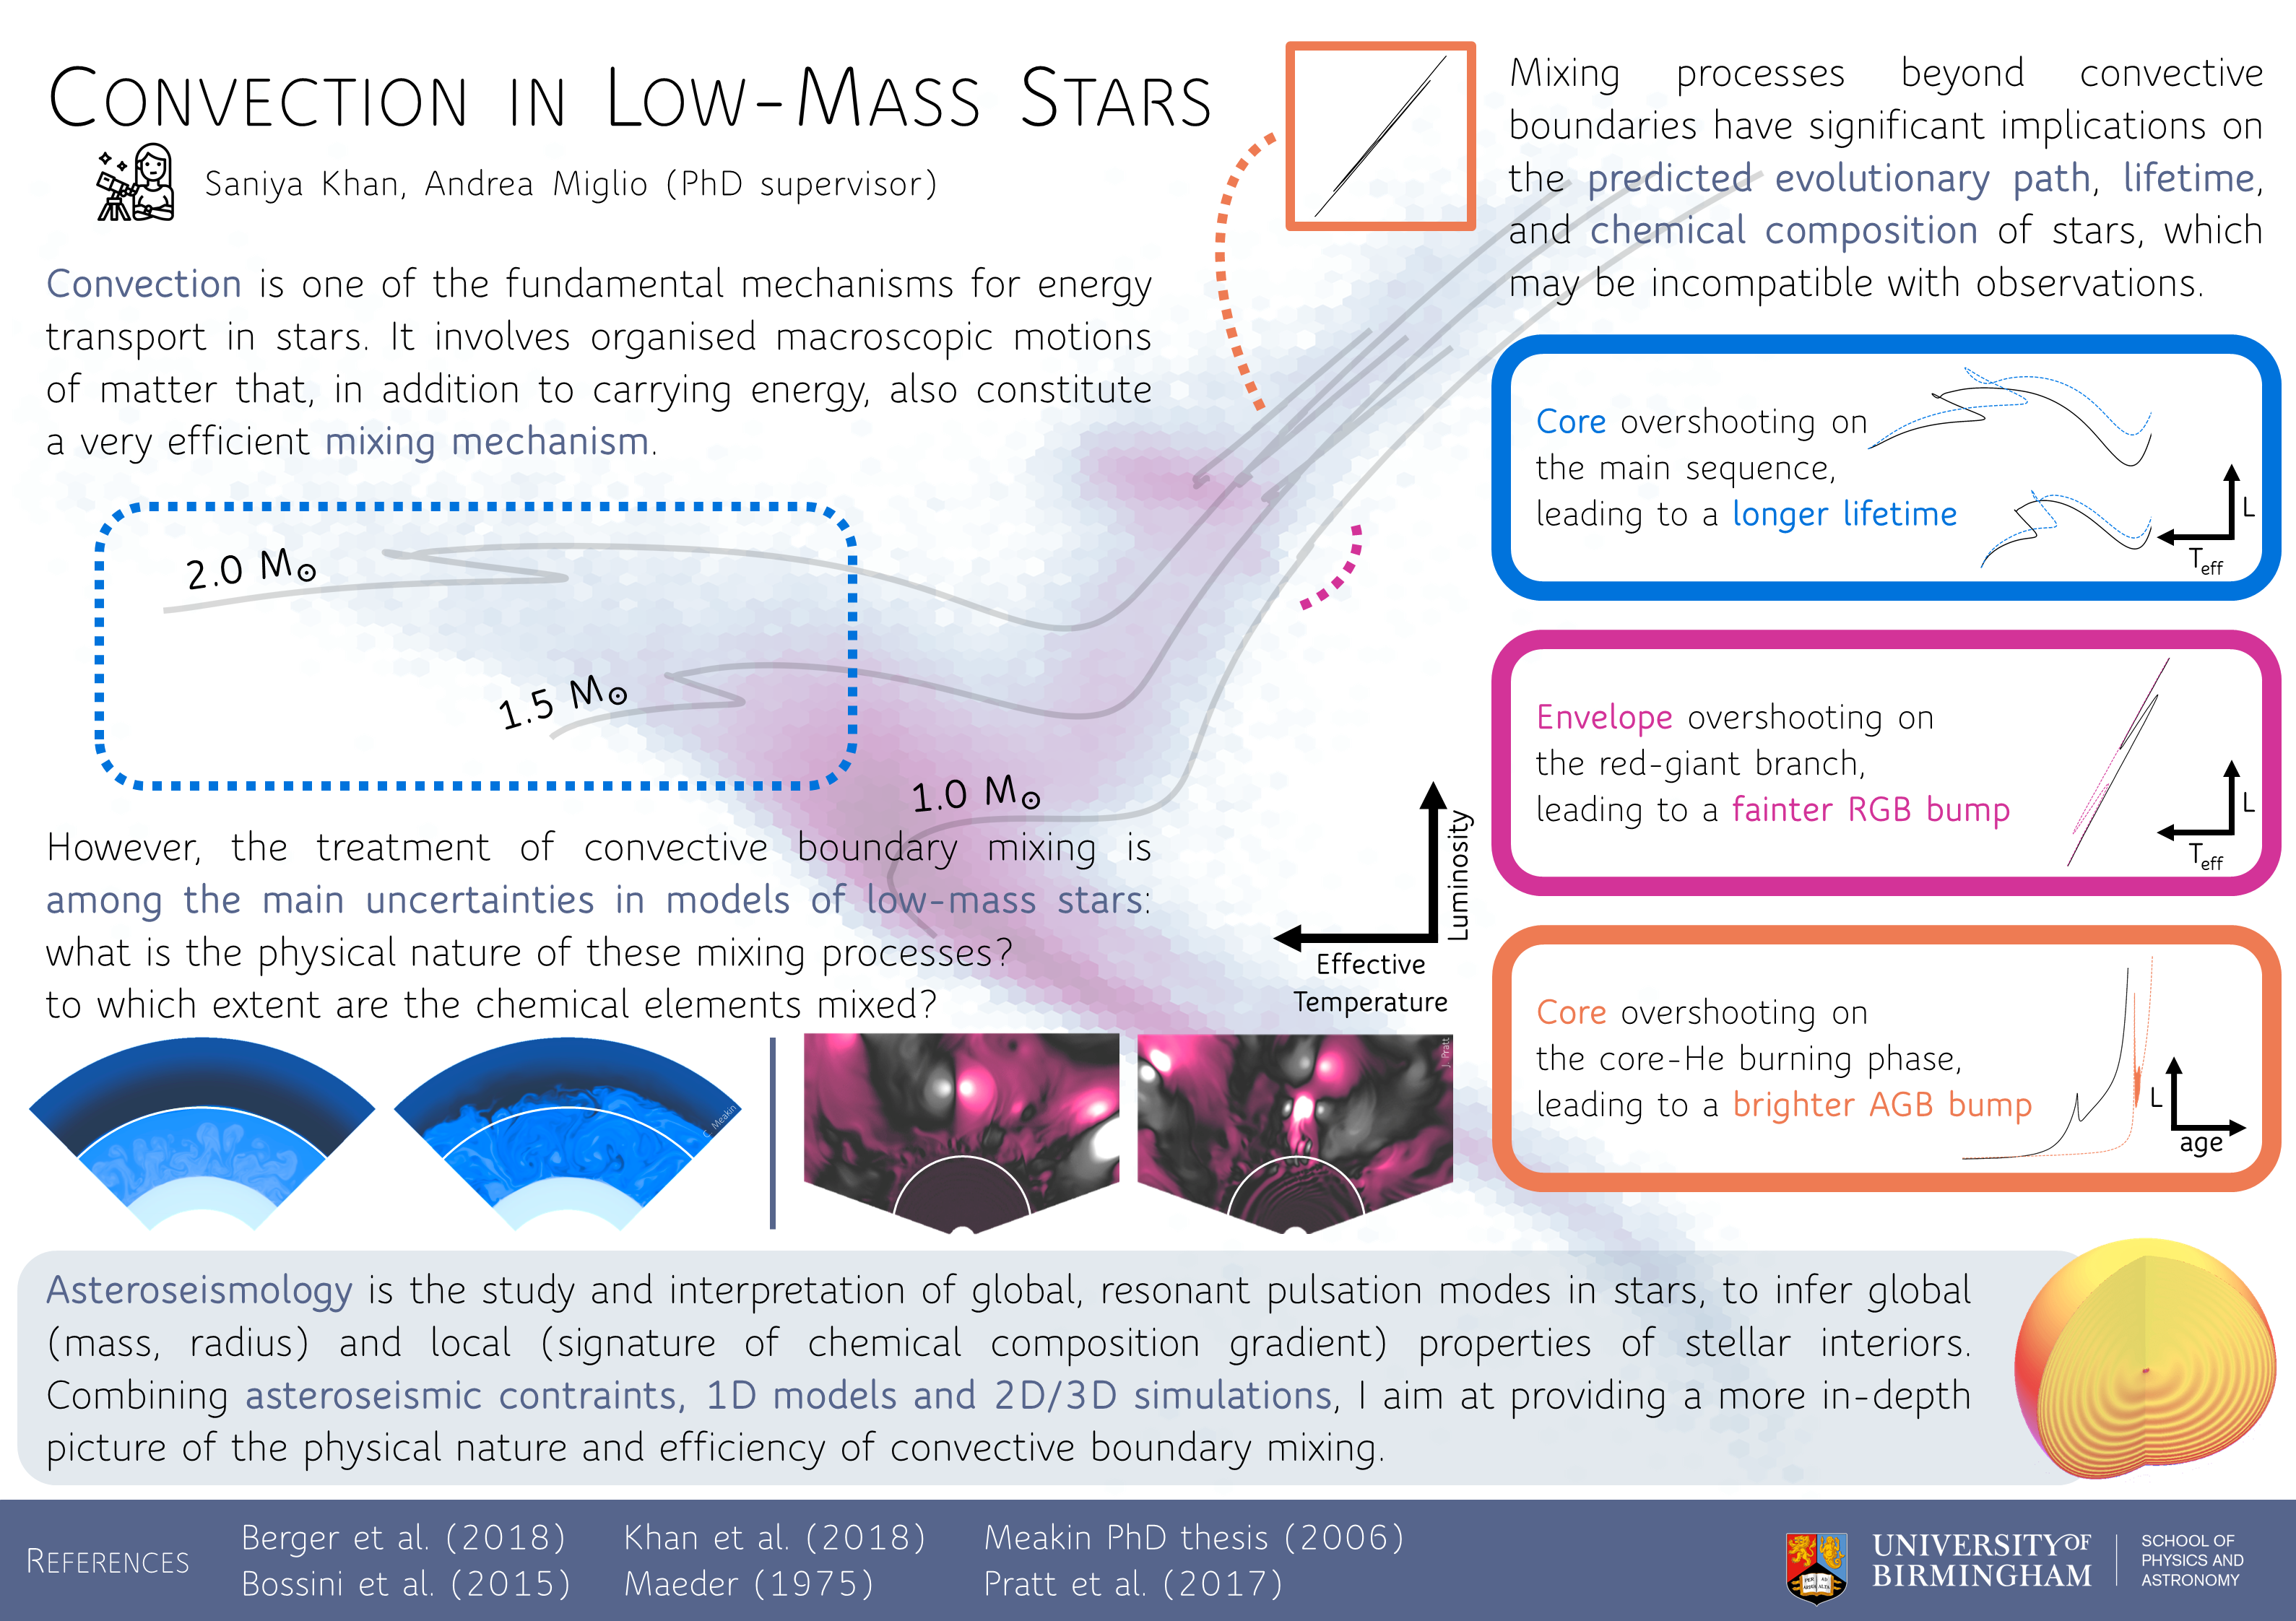 CONVECTION IN LOW-MASS STARS
Saniya Khan, Andrea Miglio (PhD supervisor)
Convection is one of the fundamental mechanisms for energy
transport in stars. It involves organised macroscopic motions
of matter that, in addition to carrying energy, also constitute
a very efficient mixing mechanism.
2.0 M⊙
1.5 M⊙
1.0 M⊙
However, the treatment of convective boundary mixing is
among the main uncertainties in models of low-mass stars:
what is the physical nature of these mixing processes?
to which extent are the chemical elements mixed?
Luminosity
Effective
Temperature
C. Meakin
J. Pratt
Mixing processes beyond convective
boundaries have significant implications on
the predicted evolutionary path, lifetime,
and chemical composition of stars, which
may be incompatible with observations.
Core overshooting on
the main sequence,
leading to a longer lifetime
L
Teff
Envelope overshooting on
the red-giant branch,
leading to a fainter RGB bump
L
Teff
Core overshooting on
the core-He burning phase,
leading to a brighter AGB bump
L
age
Asteroseismology is the study and interpretation of global, resonant pulsation modes in stars, to infer global
(mass, radius) and local (signature of chemical composition gradient) properties of stellar interiors.
Combining asteroseismic contraints, 1D models and 2D/3D simulations, I aim at providing a more in-depth
picture of the physical nature and efficiency of convective boundary mixing.
REFERENCES
Berger et al. (2018)
Bossini et al. (2015)
Khan et al. (2018)
Maeder (1975)
Meakin PhD thesis (2006)
Pratt et al. (2017)
PER AD
ARDUA ALTA
UNIVERSITY OF
BIRMINGHAM
SCHOOL OF
PHYSICS AND
ASTRONOMY